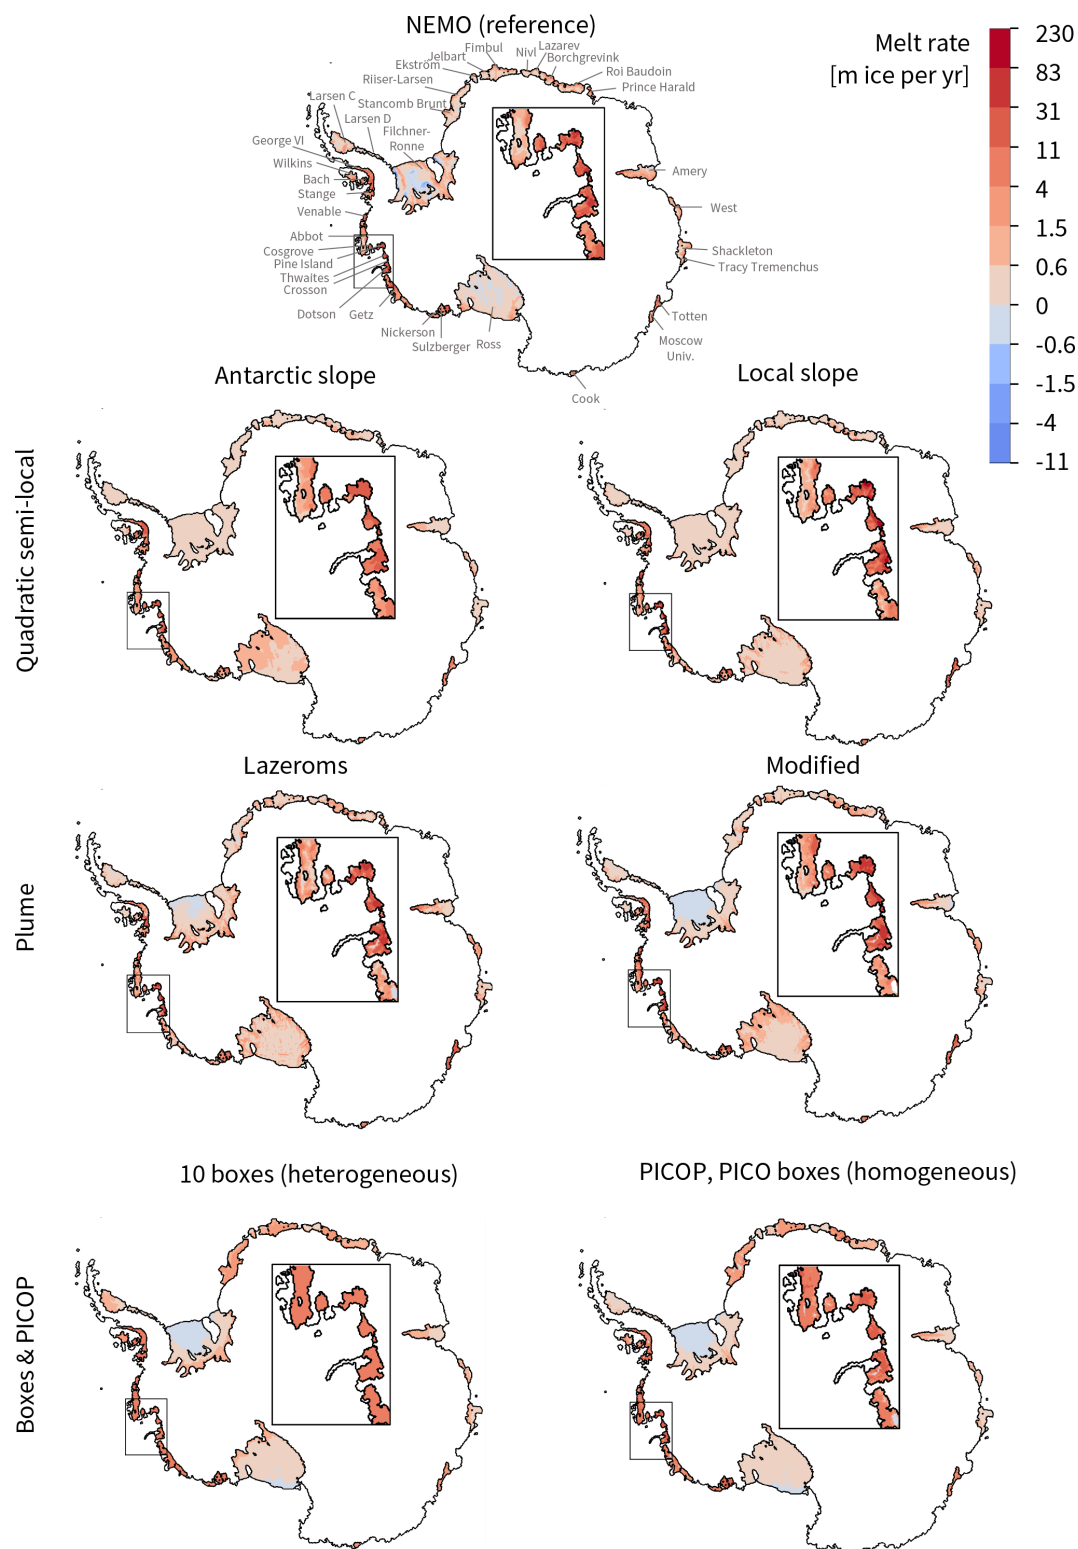 NEMO (reference)
Melt rate
[m ice per yr]
230
83
31
11
4
1.5
0.6
0
-0.6
-1.5
-4
-11
Fimbul
Jelbart
Ekström
Riiser-Larsen
Stancomb Brunt
Nivl
Lazarev
Borchgrevink
Roi Baudoin
Prince Harald
Larsen C
Larsen D
Filchner-
Ronne
George VI
Wilkins
Bach
Stange
Venable
Abbot
Cosgrove
Pine Island
Thwaites
Crosson
Dotson
Getz
Nickerson
Sulzberger
Ross
Amery
West
Shackleton
Tracy Tremenchus
Totten
Moscow
Univ.
Cook
Quadratic semi-local
Antarctic slope
Local slope
Plume
Lazeroms
Modified
Boxes & PICOP
10 boxes (heterogeneous)
PICOP, PICO boxes (homogeneous)